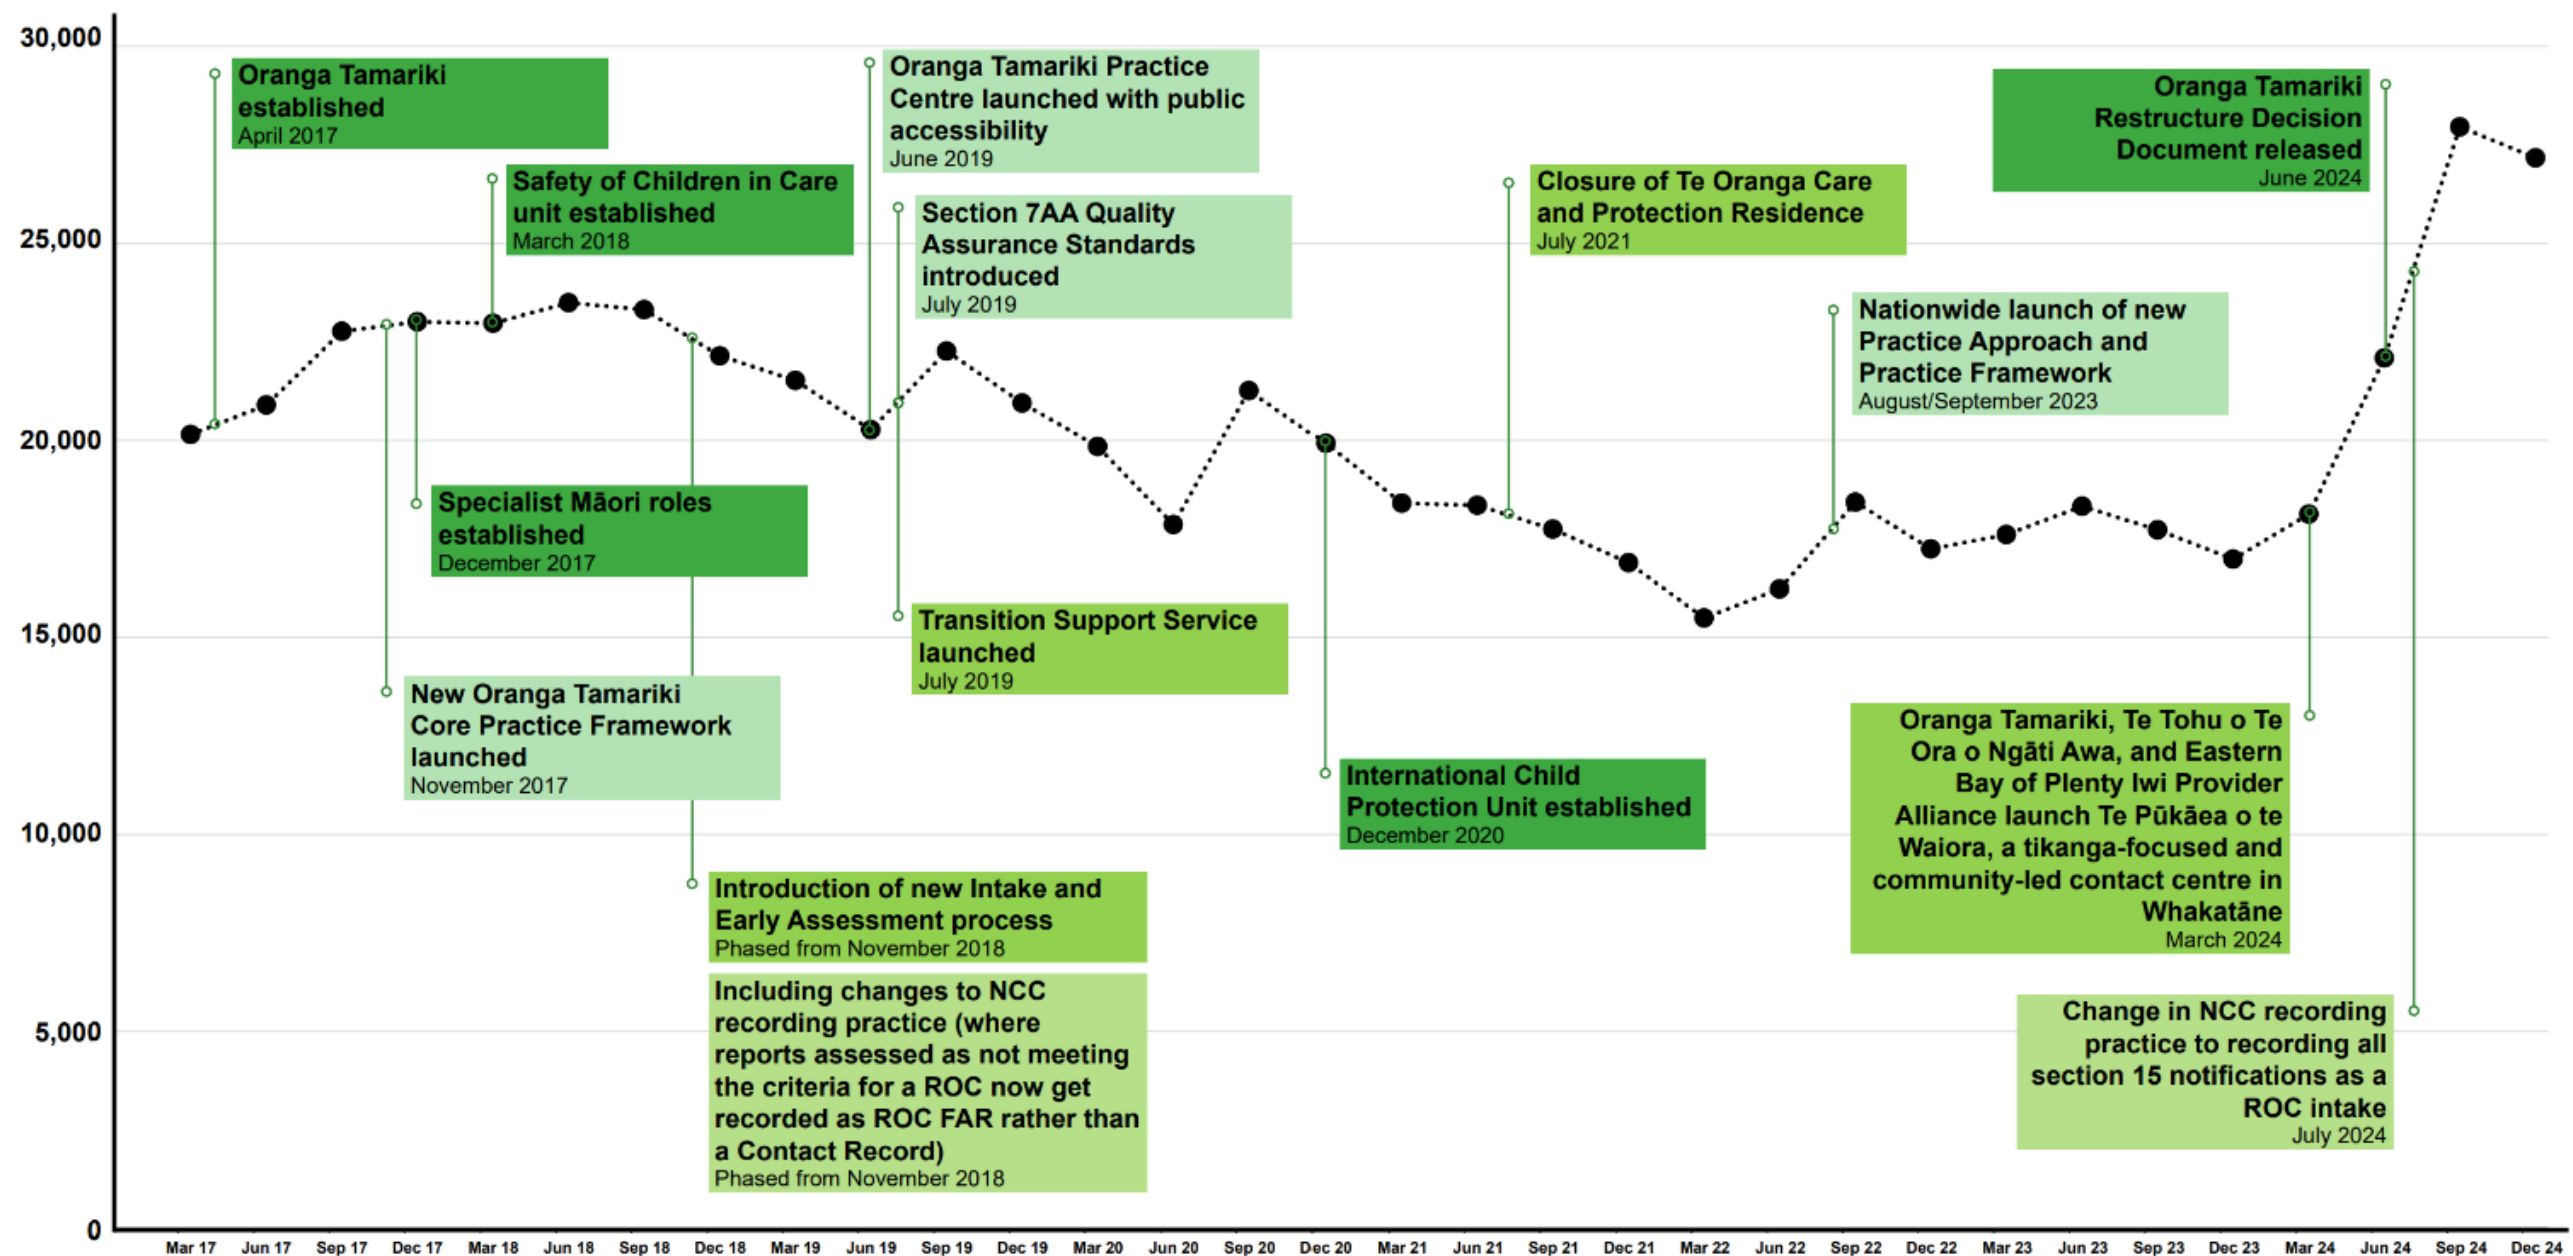 30,000
25,000
20,000
15,000
10,000
5,000
0
Oranga Tamariki
established
April 2017
Safety of Children in Care
unit established
March 2018
Oranga Tamariki Practice
Centre launched with public
accessibility
June 2019
Section 7AA Quality
Assurance Standards
introduced
July 2019
Closure of Te Oranga Care
and Protection Residence
July 2021
Oranga Tamariki
Restructure Decision
Document released
June 2024
Nationwide launch of new
Practice Approach and
Practice Framework
August/September 2023
Specialist Māori roles
established
December 2017
Transition Support Service
launched
July 2019
New Oranga Tamariki
Core Practice Framework
launched
November 2017
International Child
Protection Unit established
December 2020
Oranga Tamariki, Te Tohu o Te
Ora o Ngāti Awa, and Eastern
Bay of Plenty Iwi Provider
Alliance launch Te Pūkāea o te
Waiora, a tikanga-focused and
community-led contact centre in
Whakatāne
March 2024
Introduction of new Intake and
Early Assessment process
Phased from November 2018
Including changes to NCC
recording practice (where
reports assessed as not meeting
the criteria for a ROC now get
recorded as ROC FAR rather than
a Contact Record)
Phased from November 2018
Change in NCC recording
practice to recording all
section 15 notifications as a
ROC intake
July 2024
Mar 17 Jun 17 Sep 17 Dec 17 Mar 18 Jun 18 Sep 18 Dec 18 Mar 19 Jun 19 Sep 19 Dec 19 Mar 20 Jun 20 Sep 20 Dec 20 Mar 21 Jun 21 Sep 21 Dec 21 Mar 22 Jun 22 Sep 22 Dec 22 Mar 23 Jun 23 Sep 23 Dec 23 Mar 24 Jun 24 Sep 24 Dec 24